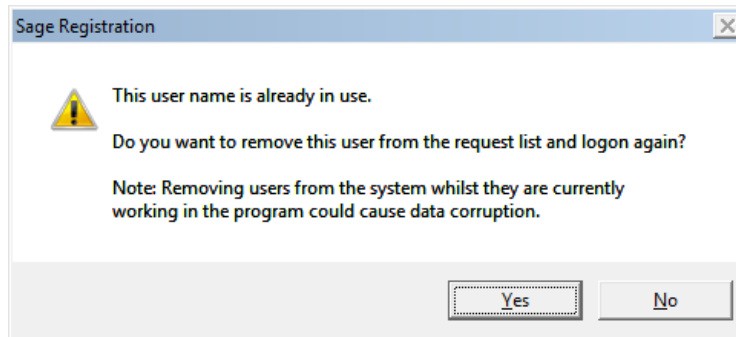 Sage Registration
This user name is already in use.
Do you want to remove this user from the request list and logon again?
Note: Removing users from the system whilst they are currently
working in the program could cause data corruption.
Yes
No